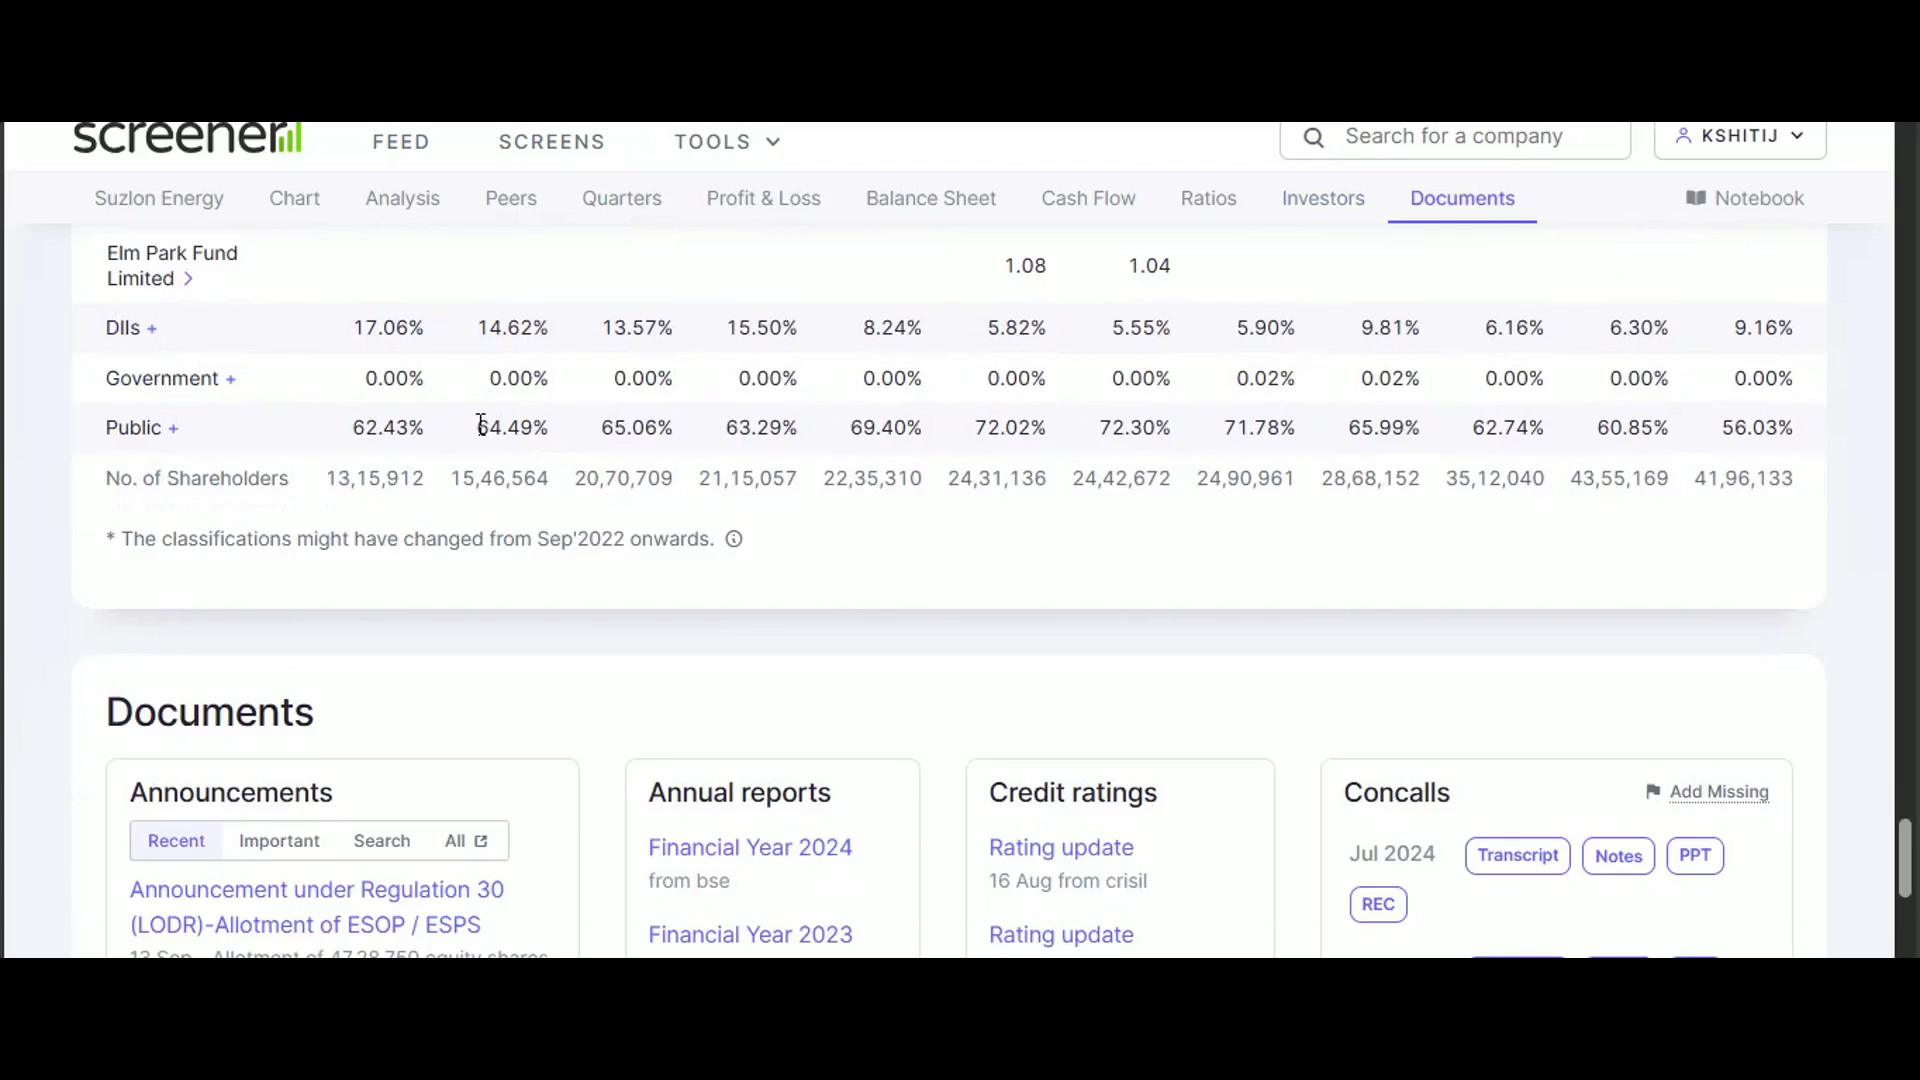 screener
FEED SCREENS TOOLS
Search for a company
KSHITIJ
Suzlon Energy Chart Analysis Peers Quarters Profit & Loss Balance Sheet Cash Flow Ratios Investors Documents Notebook
Elm Park Fund
Limited > 1.08 1.04
DIIs + 17.06% 14.62% 13.57% 15.50% 8.24% 5.82% 5.55% 5.90% 9.81% 6.16% 6.30% 9.16%
Government + 0.00% 0.00% 0.00% 0.00% 0.00% 0.00% 0.00% 0.02% 0.02% 0.00% 0.00% 0.00%
Public + 62.43% 64.49% 65.06% 63.29% 69.40% 72.02% 72.30% 71.78% 65.99% 62.74% 60.85% 56.03%
No. of Shareholders 13,15,912 15,46,564 20,70,709 21,15,057 22,35,310 24,31,136 24,42,672 24,90,961 28,68,152 35,12,040 43,55,169 41,96,133
* The classifications might have changed from Sep'2022 onwards.
Documents
Announcements
Recent Important Search All
Announcement under Regulation 30
(LODR)-Allotment of ESOP / ESPS
13 Sep - Allotment of 47,28,750 equity shares
Annual reports
Financial Year 2024
from bse
Financial Year 2023
Credit ratings
Rating update
16 Aug from crisil
Rating update
Concalls Add Missing
Jul 2024 Transcript Notes PPT
REC